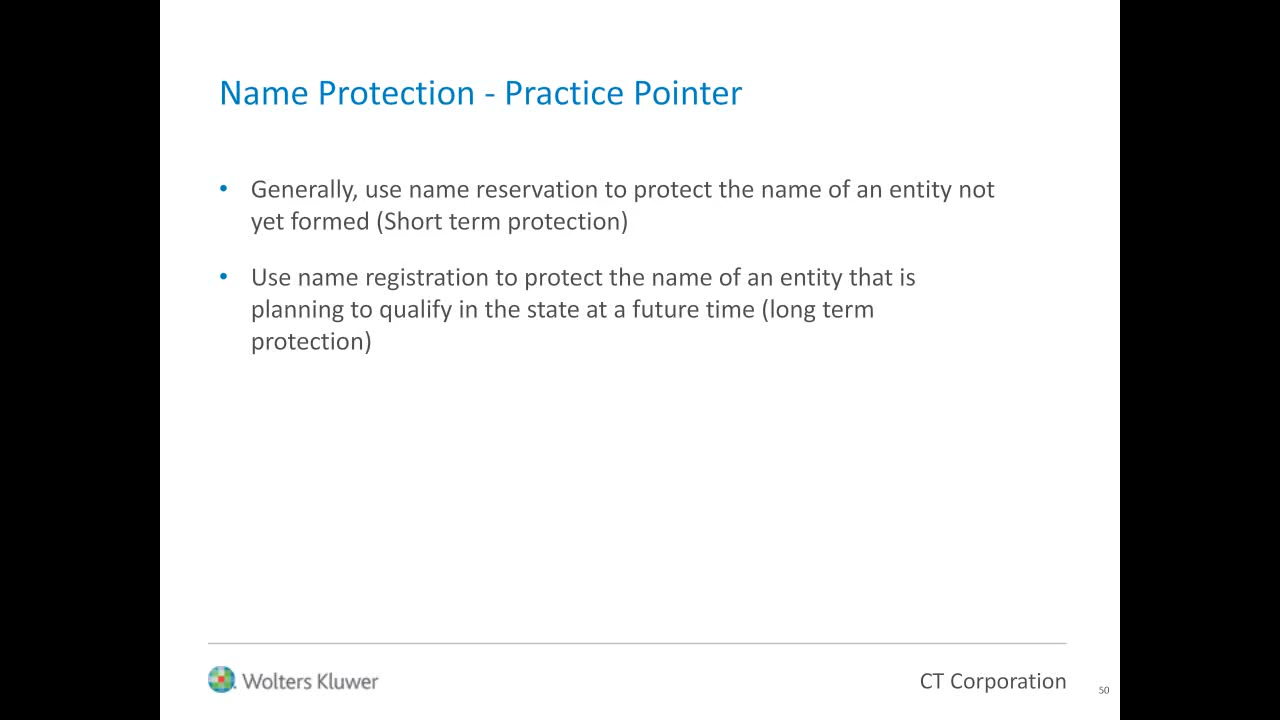 Name Protection - Practice Pointer
• Generally, use name reservation to protect the name of an entity not
yet formed (Short term protection)
• Use name registration to protect the name of an entity that is
planning to qualify in the state at a future time (long term
protection)
Wolters Kluwer
CT Corporation
50